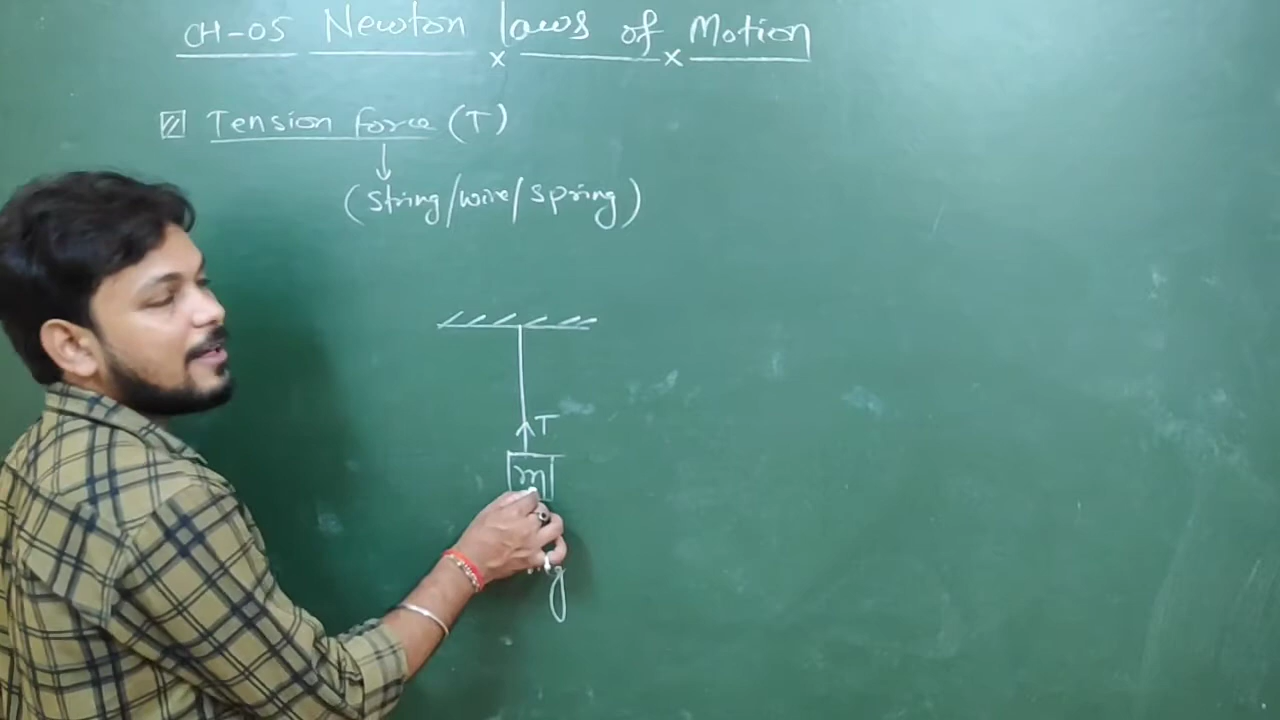 CH-05 Newton laws of Motion
Tension force (T)
(string/wire/spring)
T
m
g